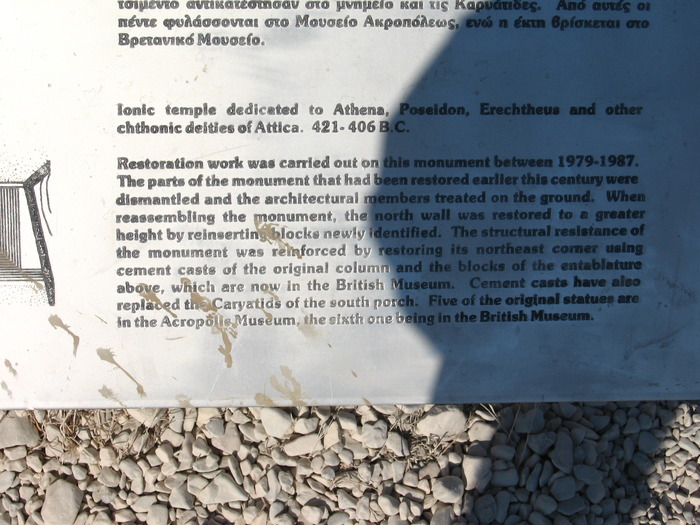 τσιμέντο αντικατέστησαν στο μνημείο και τις Καρυάτιδες. Από αυτές οι
πέντε φυλάσσονται στο Μουσείο Ακροπόλεως, ενώ η έκτη βρίσκεται στο
Βρετανικό Μουσείο.
Ionic temple dedicated to Athena, Poseidon, Erechtheus and other
chthonic deities of Attica. 421-406 B.C.
Restoration work was carried out on this monument between 1979-1987.
The parts of the monument that had been restored earlier this century were
dismantled and the architectural members treated on the ground. When
reassembling the monument, the north wall was restored to a greater
height by reinserting blocks newly identified. The structural resistance of
the monument was reinforced by restoring its northeast corner using
cement casts of the original column and the blocks of the entablature
above, which are now in the British Museum. Cement casts have also
replaced the Caryatids of the south porch. Five of the original statues are
in the Acropolis Museum, the sixth one being in the British Museum.